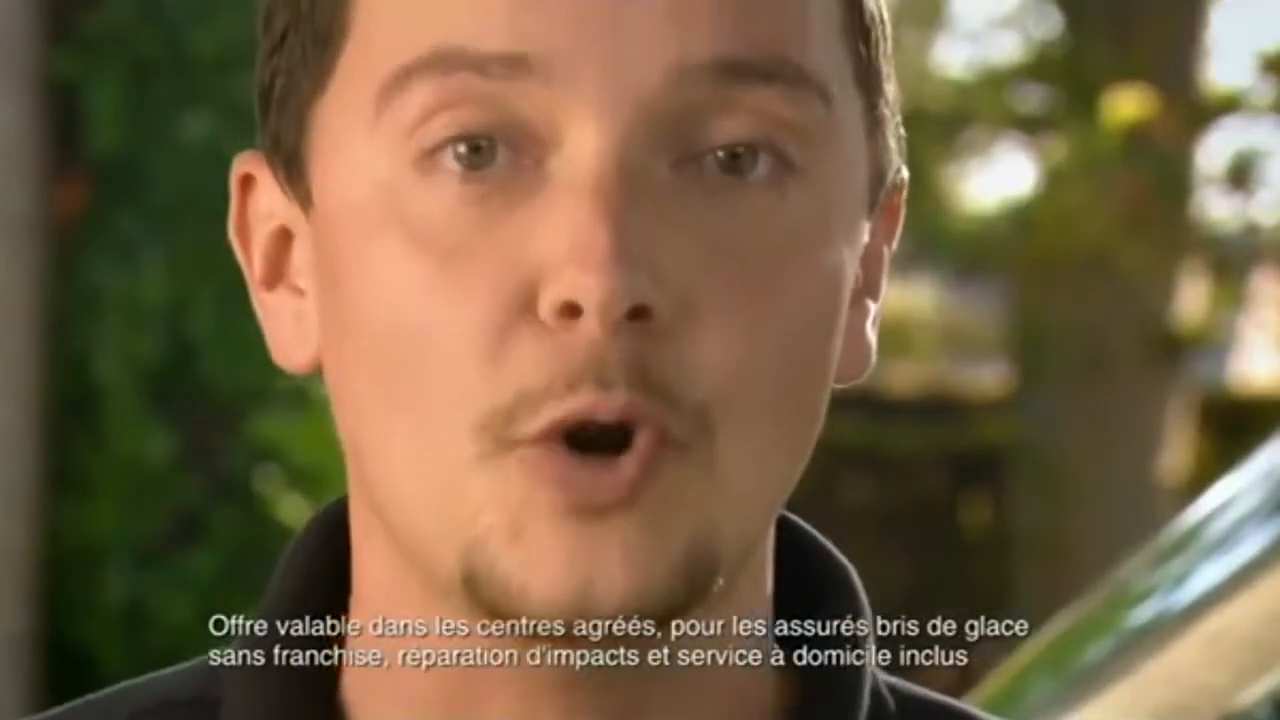 Offre valable dans les centres agréés, pour les assurés bris de glace
sans franchise, réparation d'impacts et service à domicile inclus